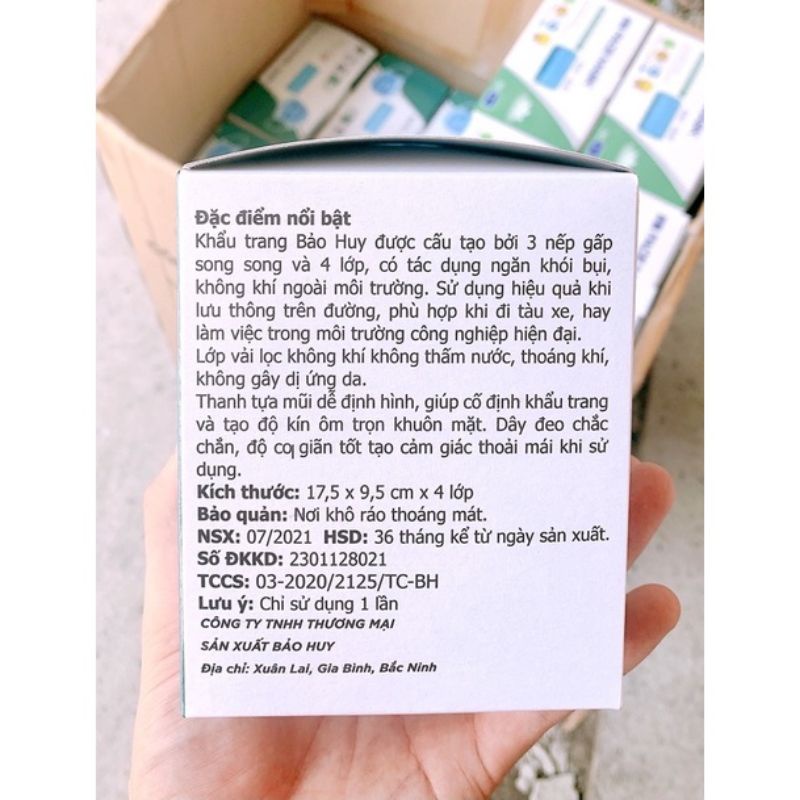 Đặc điểm nổi bật
Khẩu trang Bảo Huy được cấu tạo bởi 3 nếp gấp
song song và 4 lớp, có tác dụng ngăn khói bụi,
không khí ngoài môi trường. Sử dụng hiệu quả khi
lưu thông trên đường, phù hợp khi đi tàu xe, hay
làm việc trong môi trường công nghiệp hiện đại.
Lớp vải lọc không khí không thấm nước, thoáng khí,
không gây dị ứng da.
Thanh tựa mũi dễ định hình, giúp cố định khẩu trang
và tạo độ kín ôm trọn khuôn mặt. Dây đeo chắc
chắn, độ cọ giãn tốt tạo cảm giác thoải mái khi sử
dụng.
Kích thước: 17,5 x 9,5 cm x 4 lớp
Bảo quản: Nơi khô ráo thoáng mát.
NSX: 07/2021 HSD: 36 tháng kể từ ngày sản xuất.
Số ĐKKD: 2301128021
TCCS: 03-2020/2125/TC-BH
Lưu ý: Chỉ sử dụng 1 lần
CÔNG TY TNHH THƯƠNG MẠI
SẢN XUẤT BẢO HUY
Địa chỉ: Xuân Lai, Gia Bình, Bắc Ninh